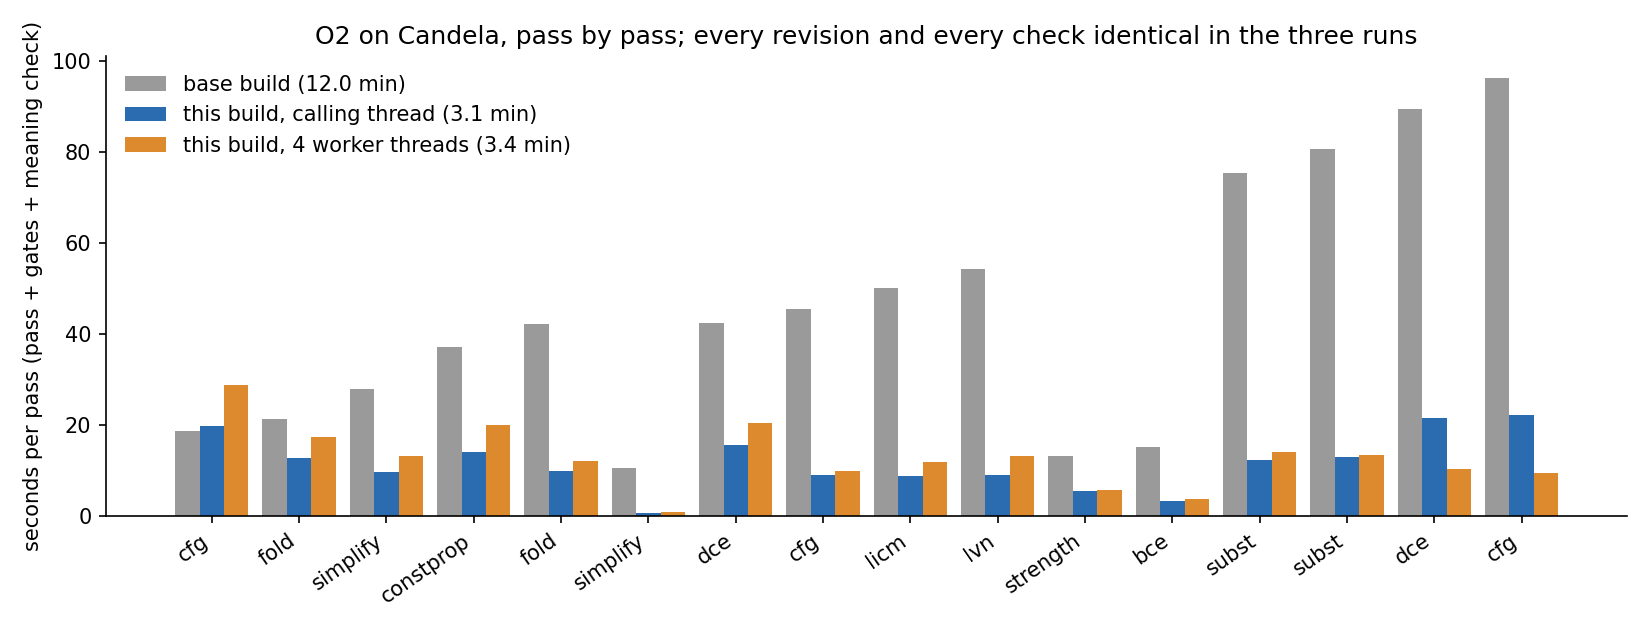 O2 on Candela, pass by pass; every revision and every check identical in the three runs
seconds per pass (pass + gates + meaning check)
100
80
60
40
20
0
base build (12.0 min)
this build, calling thread (3.1 min)
this build, 4 worker threads (3.4 min)
cfg
fold
simplify
constprop
fold
simplify
dce
cfg
licm
lvn
strength
bce
subst
subst
dce
cfg